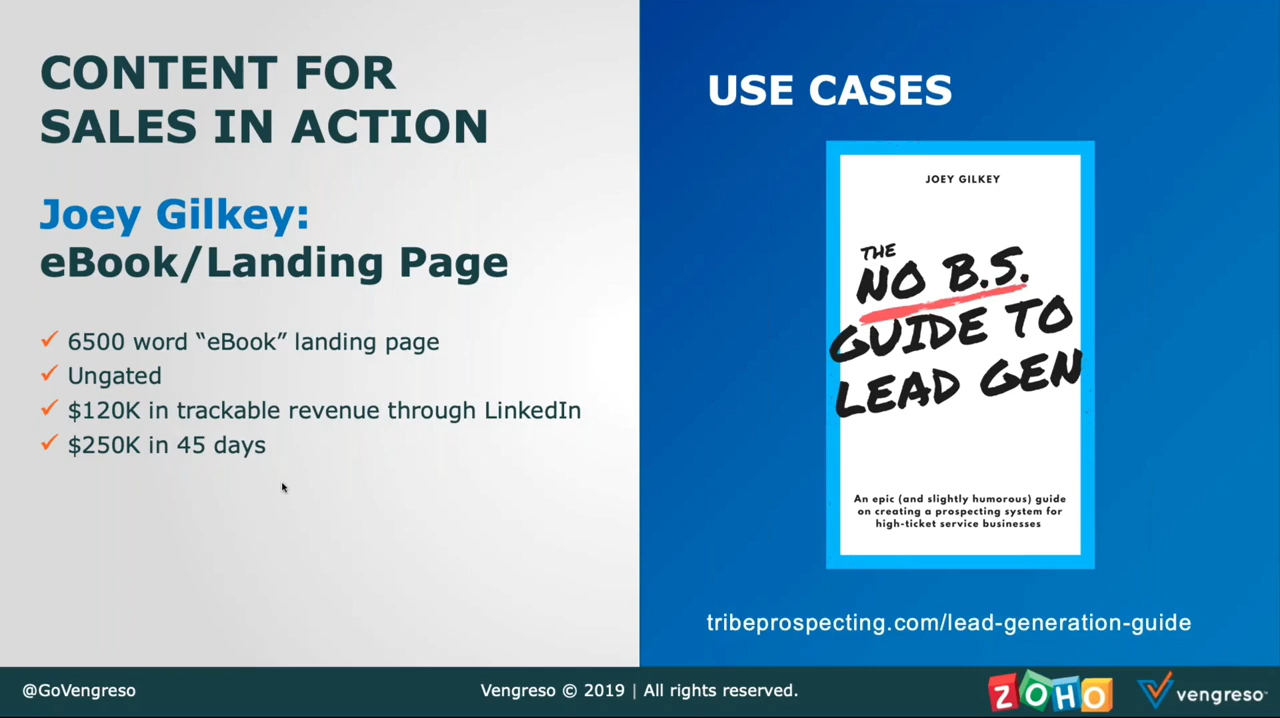 CONTENT FOR
SALES IN ACTION
Joey Gilkey:
eBook/Landing Page
✓ 6500 word “eBook” landing page
✓ Ungated
✓ $120K in trackable revenue through LinkedIn
✓ $250K in 45 days
USE CASES
JOEY GILKEY
THE
NO B.S.
GUIDE TO
LEAD GEN
An epic (and slightly humorous) guide
on creating a prospecting system for
high-ticket service businesses
tribeprospecting.com/lead-generation-guide
@GoVengreso
Vengreso © 2019 | All rights reserved.
ZOHO
vengreso™